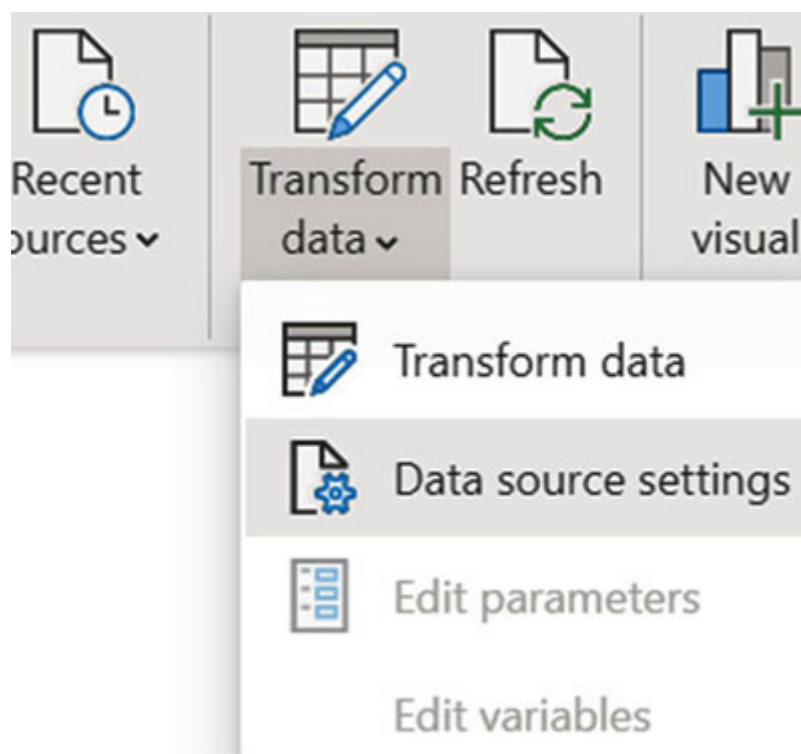 Recent
ources
Transform
data
Refresh
New
visual
Transform data
Data source settings
Edit parameters
Edit variables